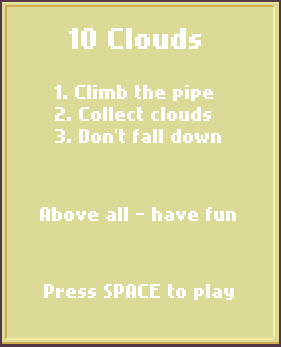 10 Clouds
1. Climb the pipe
2. Collect clouds
3. Don't fall down
Above all - have fun
Press SPACE to play